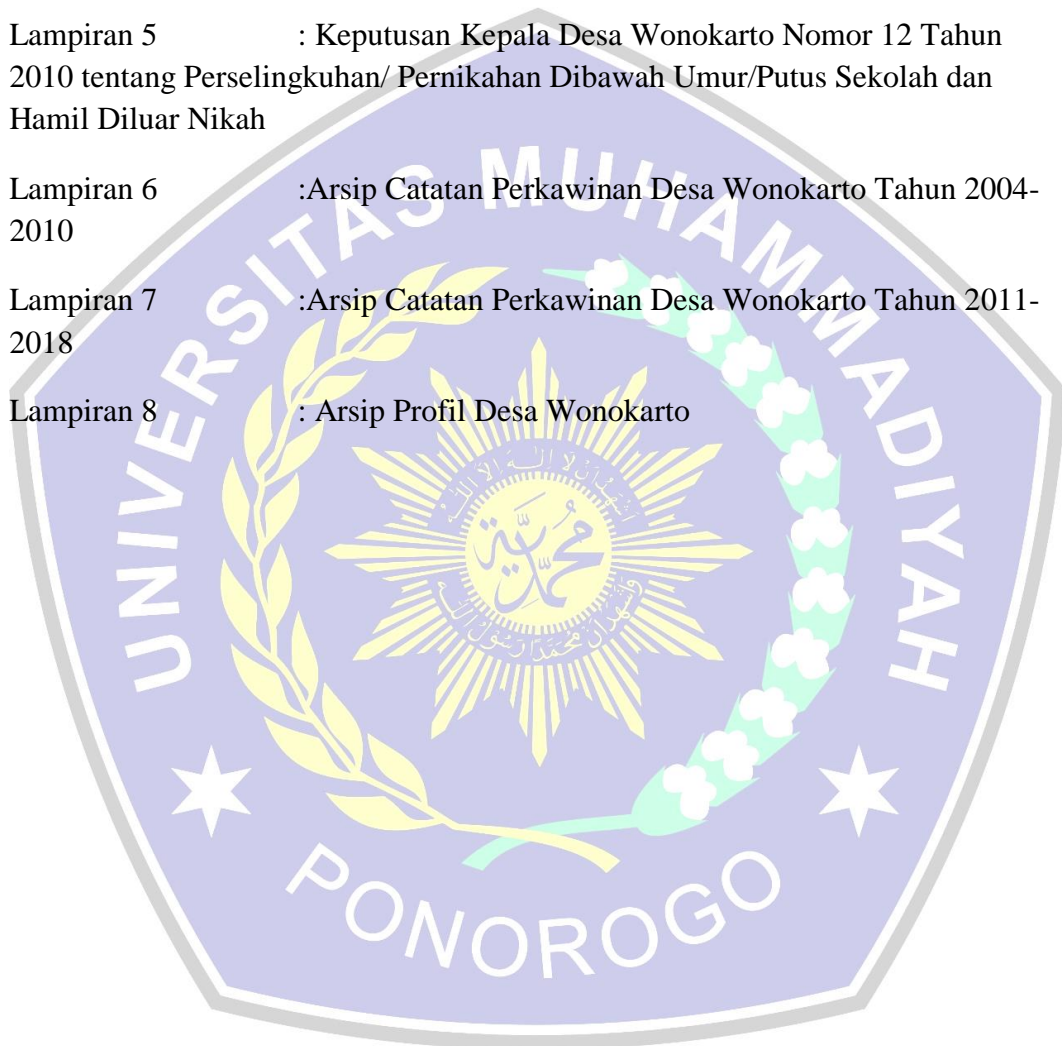 Lampiran 5 : Keputusan Kepala Desa Wonokarto Nomor 12 Tahun
2010 tentang Perselingkuhan/ Pernikahan Dibawah Umur/Putus Sekolah dan
Hamil Diluar Nikah
Lampiran 6 :Arsip Catatan Perkawinan Desa Wonokarto Tahun 2004-
2010
Lampiran 7 :Arsip Catatan Perkawinan Desa Wonokarto Tahun 2011-
2018
Lampiran 8 : Arsip Profil Desa Wonokarto
UNIVERSITAS MUHAMMADIYAH
محمدية
PONOROGO